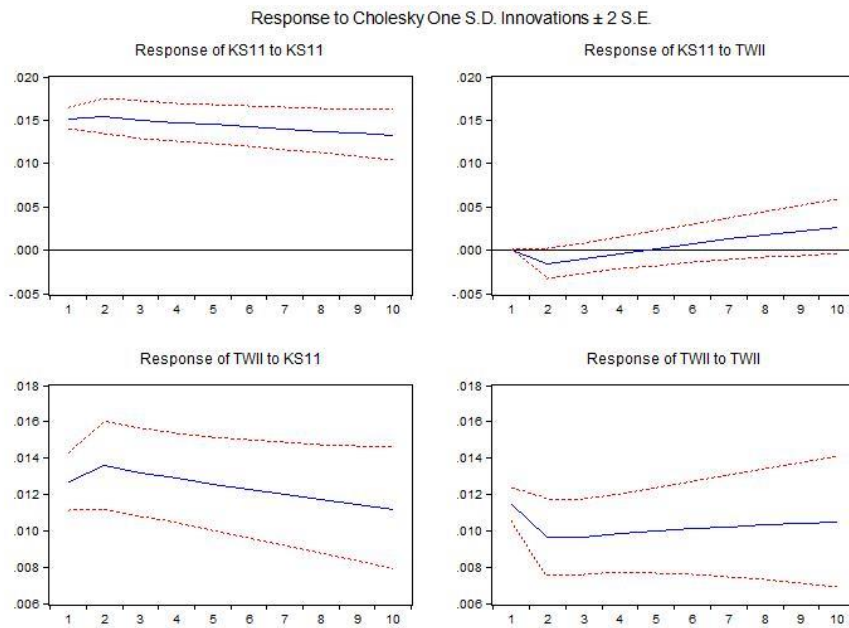 Response to Cholesky One S.D. Innovations ± 2 S.E.
Response of KS11 to KS11
.020
.015
.010
.005
.000
-.005
1 2 3 4 5 6 7 8 9 10
Response of KS11 to TWII
.020
.015
.010
.005
.000
-.005
1 2 3 4 5 6 7 8 9 10
Response of TWII to KS11
.018
.016
.014
.012
.010
.008
.006
1 2 3 4 5 6 7 8 9 10
Response of TWII to TWII
.018
.016
.014
.012
.010
.008
.006
1 2 3 4 5 6 7 8 9 10